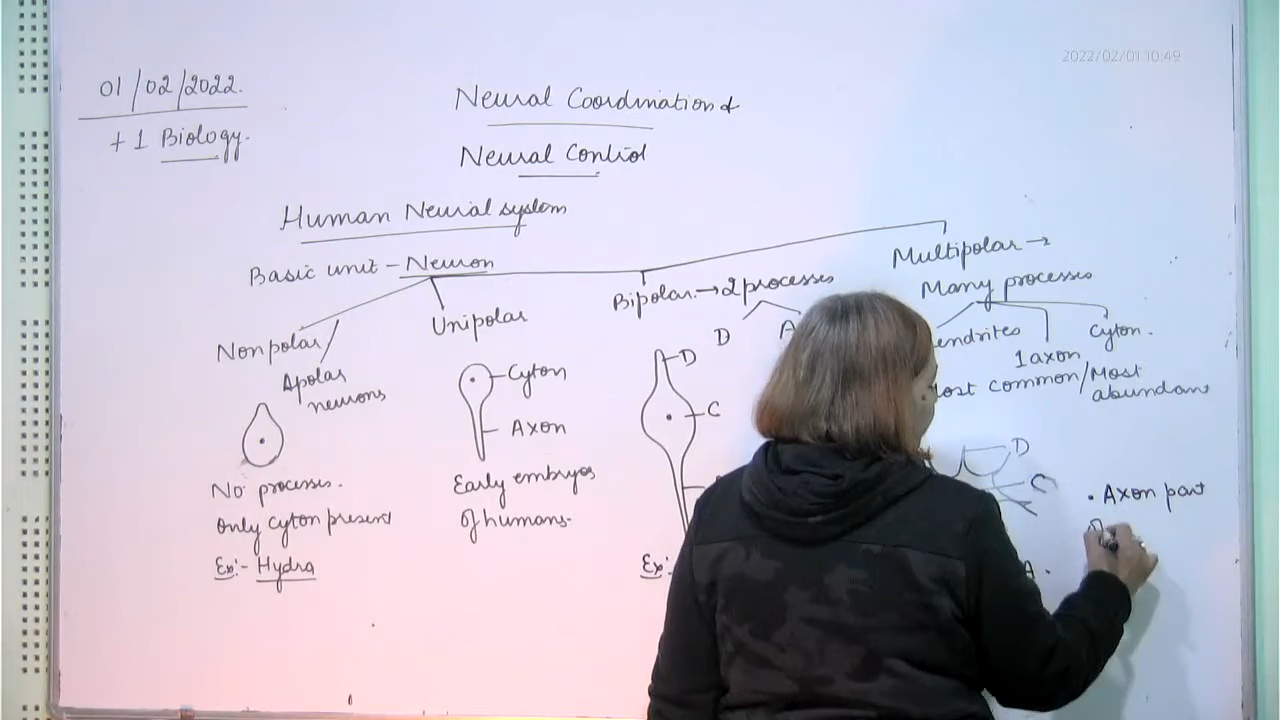 2022/02/01 10:49
01/02/2022.
+1 Biology.
Neural Coordination &
Neural Control
Human Neural system
Basic unit - Neuron
Nonpolar/
Apolar
neurons
No processes.
only cyton present
Ex:- Hydra
Unipolar
Cyton
Axon
Early embryos
of humans.
Bipolar → 2 processes
D
A
D
C
Ex:
Multipolar →
Many processes
1 axon
Cyton.
common/Most
abundant
D
C
A.
• Axon part